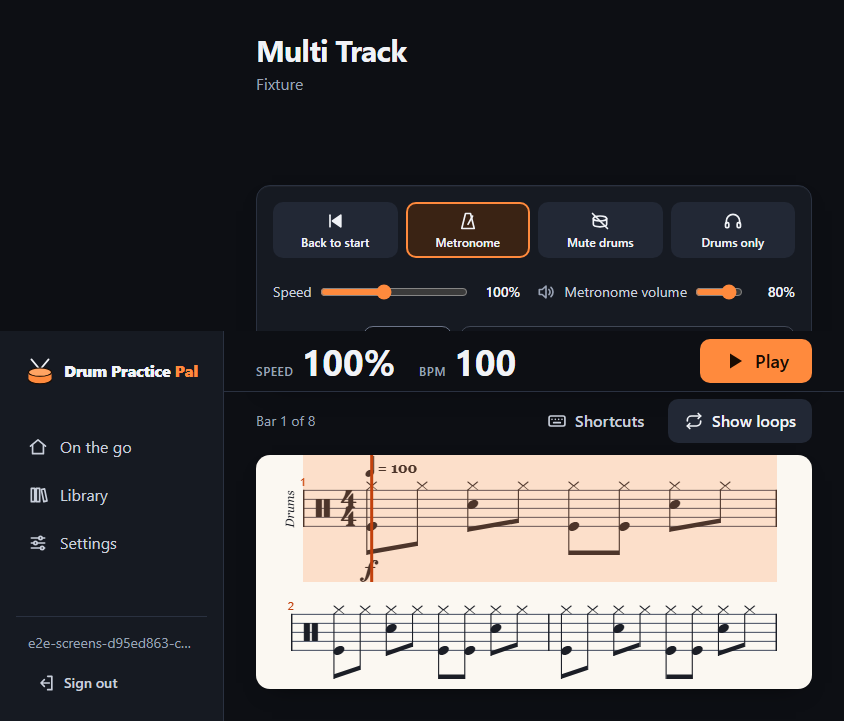 Multi Track
Fixture
Back to start
Metronome
Mute drums
Drums only
Speed
100%
Metronome volume
80%
Drum Practice Pal
On the go
Library
Settings
e2e-screens-d95ed863-c...
Sign out
SPEED 100% BPM 100
Play
Bar 1 of 8
Shortcuts
Show loops
= 100
1
Drums
4
4
f
2